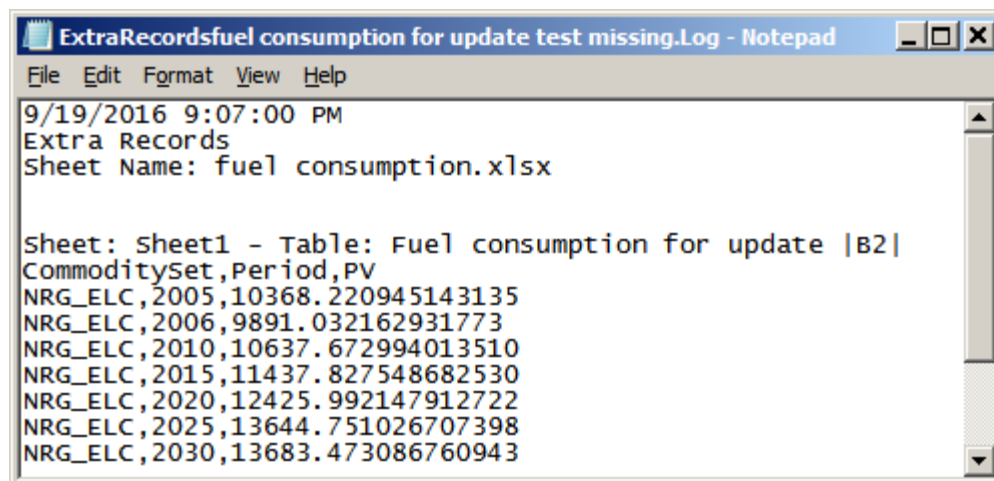 ExtraRecordsfuel consumption for update test missing.Log - Notepad
File Edit Format View Help
9/19/2016 9:07:00 PM
Extra Records
Sheet Name: fuel consumption.xlsx
Sheet: Sheet1 - Table: Fuel consumption for update |B2|
CommoditySet,Period,PV
NRG_ELC,2005,10368.220945143135
NRG_ELC,2006,9891.032162931773
NRG_ELC,2010,10637.672994013510
NRG_ELC,2015,11437.827548682530
NRG_ELC,2020,12425.992147912722
NRG_ELC,2025,13644.751026707398
NRG_ELC,2030,13683.473086760943